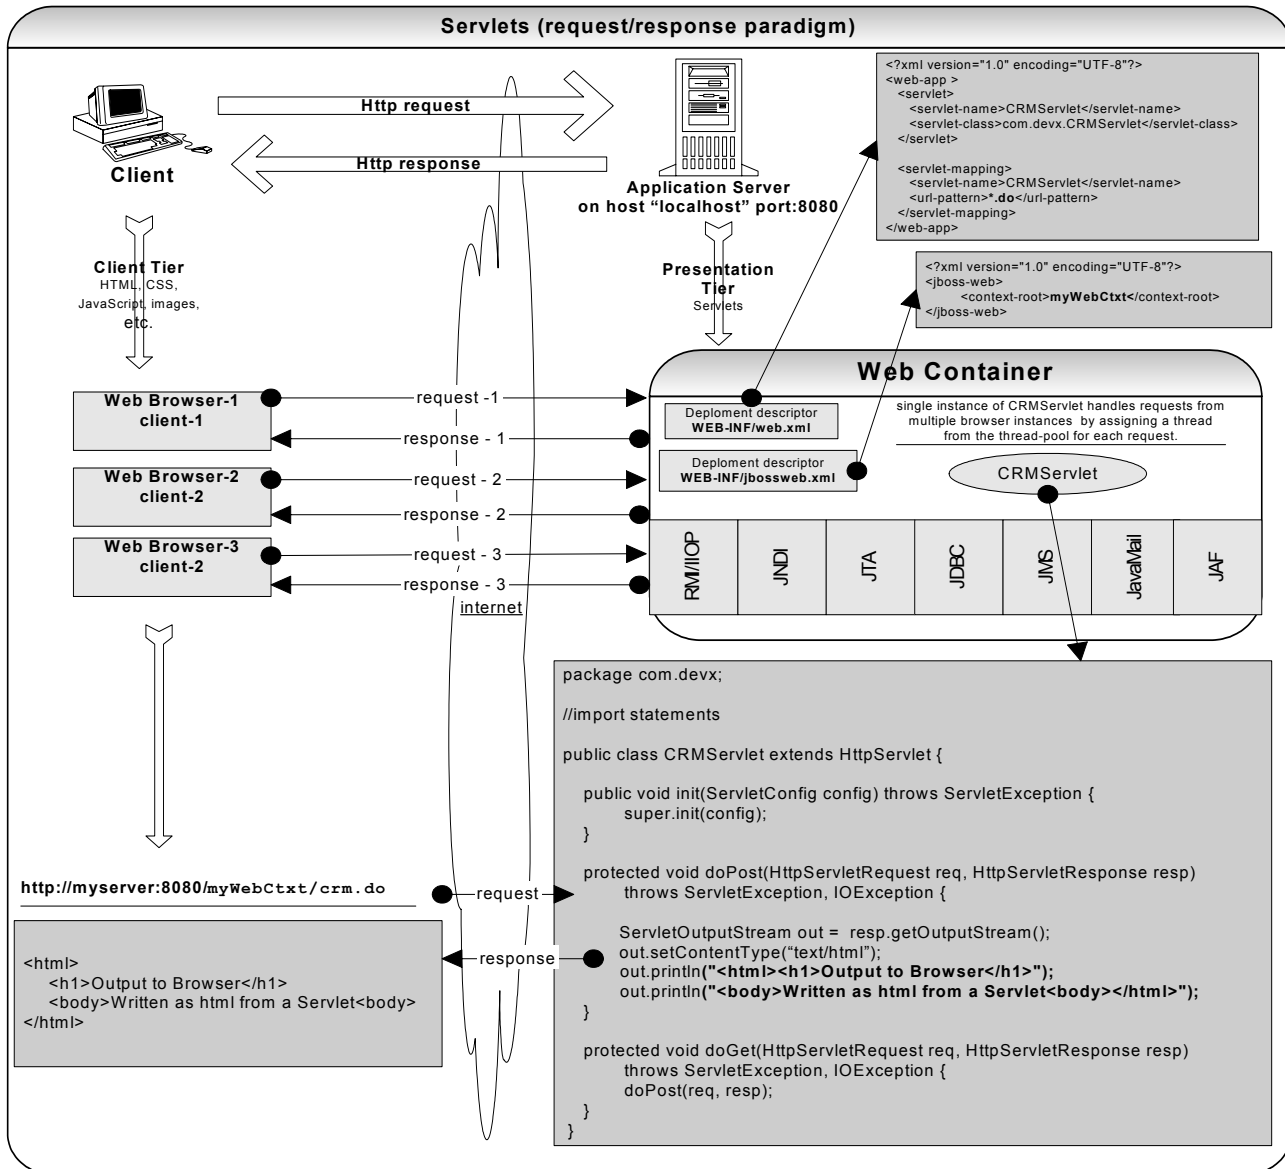 Servlets (request/response paradigm)
Http request
Http response
Client
Application Server
on host “localhost” port:8080
<?xml version="1.0" encoding="UTF-8"?>
<web-app >
<servlet>
<servlet-name>CRMServlet</servlet-name>
<servlet-class>com.devx.CRMServlet</servlet-class>
</servlet>
<servlet-mapping>
<servlet-name>CRMServlet</servlet-name>
<url-pattern>*.do</url-pattern>
</servlet-mapping>
</web-app>
Client Tier
HTML, CSS,
JavaScript, images,
etc.
Presentation
Tier
Servlets
<?xml version="1.0" encoding="UTF-8"?>
<jboss-web>
<context-root>myWebCtxt</context-root>
</jboss-web>
Web Container
Web Browser-1
client-1
request -1
response - 1
Deploment descriptor
WEB-INF/web.xml
single instance of CRMServlet handles requests from
multiple browser instances by assigning a thread
from the thread-pool for each request.
Web Browser-2
client-2
request - 2
response - 2
Deploment descriptor
WEB-INF/jbossweb.xml
CRMServlet
Web Browser-3
client-2
request - 3
response - 3
internet
RMI/IIOP
JNDI
JTA
JDBC
JMS
JavaMail
JAF
http://myserver:8080/myWebCtxt/crm.do
request
response
<html>
<h1>Output to Browser</h1>
<body>Written as html from a Servlet<body>
</html>
package com.devx;
//import statements
public class CRMServlet extends HttpServlet {
public void init(ServletConfig config) throws ServletException {
super.init(config);
}
protected void doPost(HttpServletRequest req, HttpServletResponse resp)
throws ServletException, IOException {
ServletOutputStream out = resp.getOutputStream();
out.setContentType(“text/html”);
out.println("<html><h1>Output to Browser</h1>");
out.println("<body>Written as html from a Servlet<body></html>");
}
protected void doGet(HttpServletRequest req, HttpServletResponse resp)
throws ServletException, IOException {
doPost(req, resp);
}
}